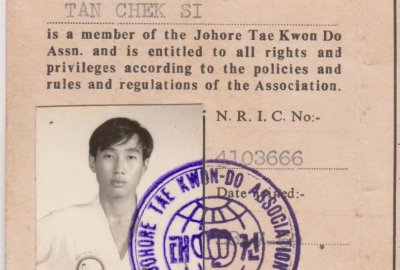 TAN CHEK SI
is a member of the Johore Tae Kwon Do
Assn. and is entitled to all rights and
privileges according to the policies and
rules and regulations of the Association.
N. R. I. C. No:-
4103666
Date Joined:-
JOHORE TAE KWON-DO ASSOCIATION